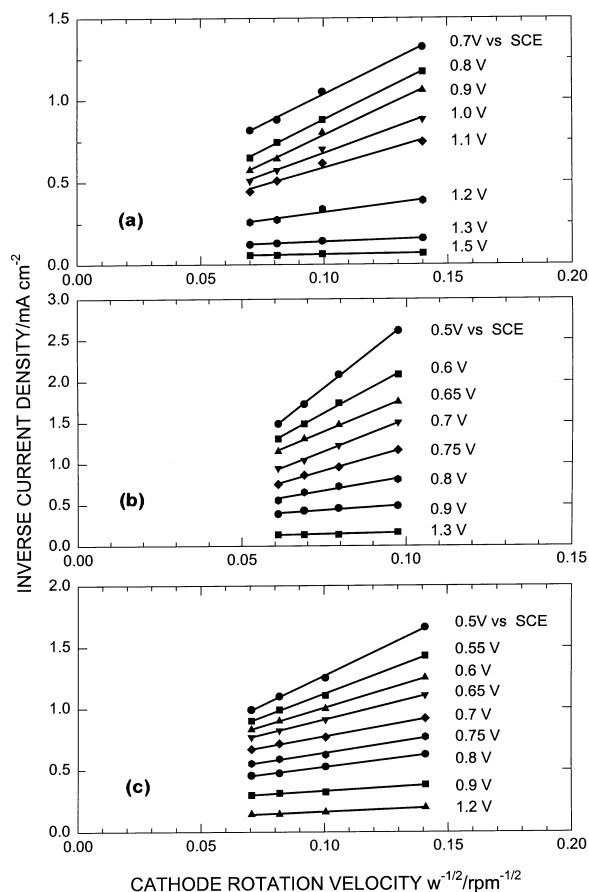 INVERSE CURRENT DENSITY/mA cm-2
1.5
1.0
0.5
0.0
0.7V vs SCE
0.8 V
0.9 V
1.0 V
1.1 V
1.2 V
1.3 V
1.5 V
(a)
0.00 0.05 0.10 0.15 0.20
3.0
2.5
2.0
1.5
1.0
0.5
0.0
0.5V vs SCE
0.6 V
0.65 V
0.7 V
0.75 V
0.8 V
0.9 V
1.3 V
(b)
0.00 0.05 0.10 0.15
2.0
1.5
1.0
0.5
0.0
0.5V vs SCE
0.55 V
0.6 V
0.65 V
0.7 V
0.75 V
0.8 V
0.9 V
1.2 V
(c)
0.00 0.05 0.10 0.15 0.20
CATHODE ROTATION VELOCITY w-1/2/rpm-1/2